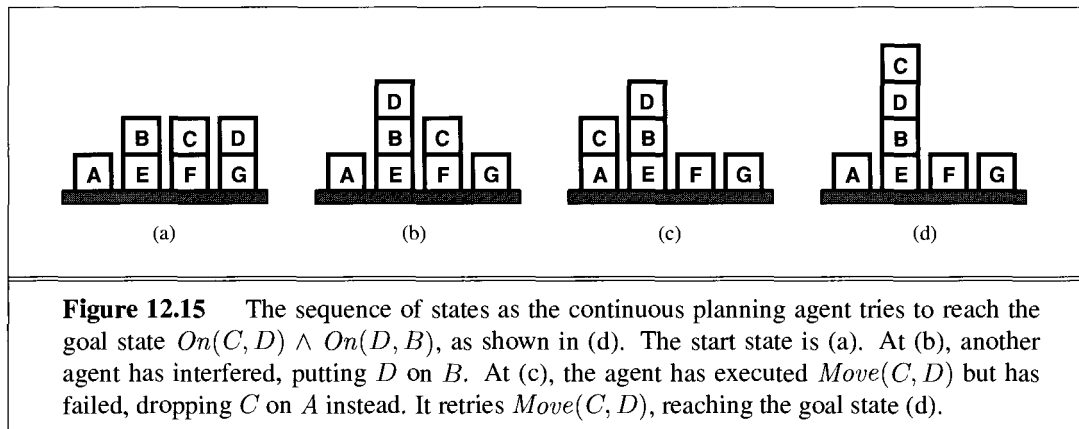 C
D D D
B C D B C C B B
A E F G A E F G A E F G A E F G
(a) (b) (c) (d)
Figure 12.15 The sequence of states as the continuous planning agent tries to reach the
goal state On(C, D) ∧ On(D, B), as shown in (d). The start state is (a). At (b), another
agent has interfered, putting D on B. At (c), the agent has executed Move(C, D) but has
failed, dropping C on A instead. It retries Move(C, D), reaching the goal state (d).